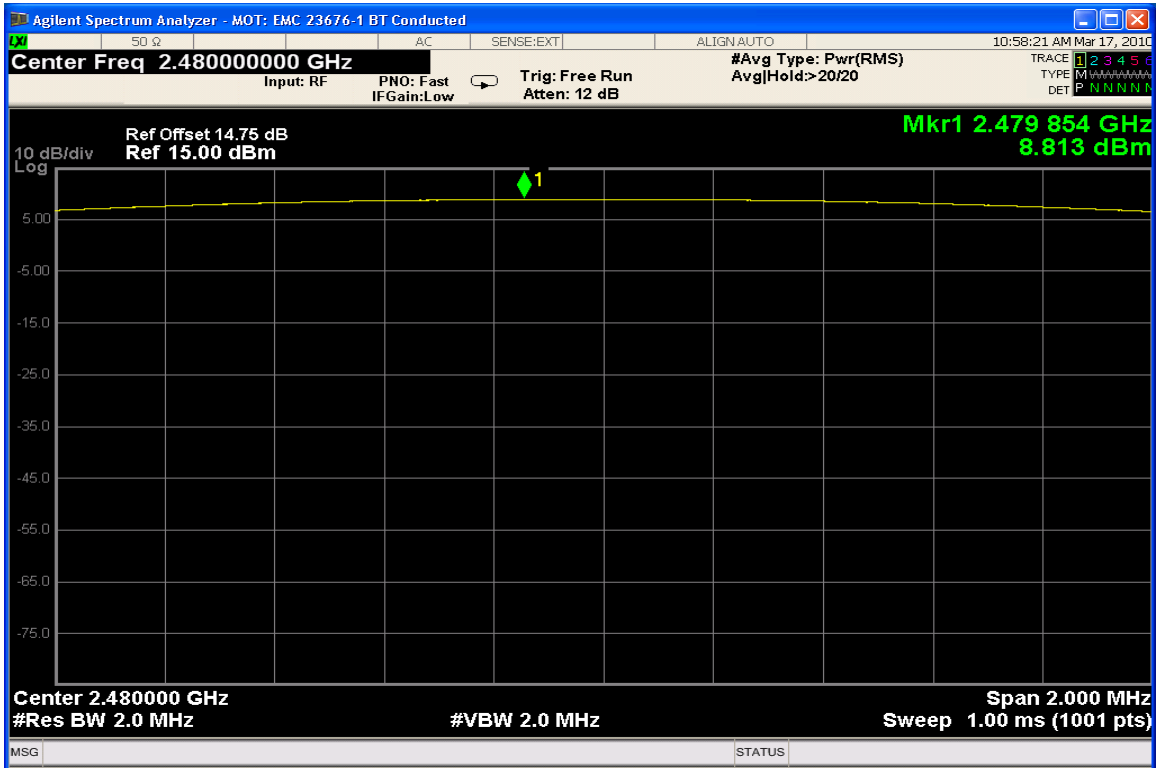 Agilent Spectrum Analyzer - MOT: EMC 23676-1 BT Conducted
LXI 50 Ω AC SENSE:EXT ALIGN AUTO 10:58:21 AM Mar 17, 2010
Center Freq 2.480000000 GHz #Avg Type: Pwr(RMS) TRACE 1 2 3 4 5 6
Input: RF PNO: Fast Trig: Free Run Avg|Hold:>20/20 TYPE M
IFGain:Low Atten: 12 dB DET P N N N N N
Mkr1 2.479 854 GHz
8.813 dBm
Ref Offset 14.75 dB
10 dB/div Ref 15.00 dBm
Log
1
5.00
-5.00
-15.0
-25.0
-35.0
-45.0
-55.0
-65.0
-75.0
Center 2.480000 GHz Span 2.000 MHz
#Res BW 2.0 MHz #VBW 2.0 MHz Sweep 1.00 ms (1001 pts)
MSG STATUS